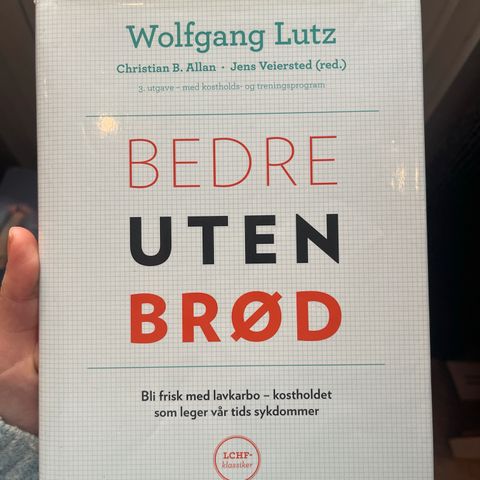 Wolfgang Lutz
Christian B. Allan · Jens Veiersted (red.)
3. utgave – med kostholds- og treningsprogram
BEDRE
UTEN
BRØD
Bli frisk med lavkarbo – kostholdet
som leger vår tids sykdommer
LCHF-
klassiker